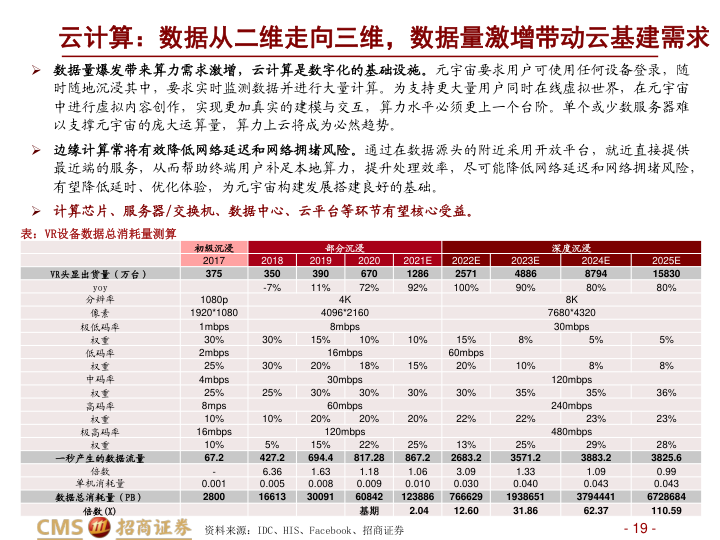 云计算：数据从二维走向三维，数据量激增带动云基建需求
➢ 数据量爆发带来算力需求激增，云计算是数字化的基础设施。元宇宙要求用户可使用任何设备登录，随
时随地沉浸其中，要求实时监测数据并进行大量计算。为支持更大量用户同时在线虚拟世界，在元宇宙
中进行虚拟内容创作，实现更加真实的建模与交互，算力水平必须更上一个台阶。单个或少数服务器难
以支撑元宇宙的庞大运算量，算力上云将成为必然趋势。
➢ 边缘计算常将有效降低网络延迟和网络拥堵风险。通过在数据源头的附近采用开放平台，就近直接提供
最近端的服务，从而帮助终端用户补足本地算力，提升处理效率，尽可能降低网络延迟和网络拥堵风险，
有望降低延时、优化体验，为元宇宙构建发展搭建良好的基础。
➢ 计算芯片、服务器/交换机、数据中心、云平台等环节有望核心受益。
表：VR设备数据总消耗量测算
初级沉浸 部分沉浸 深度沉浸
2017 2018 2019 2020 2021E 2022E 2023E 2024E 2025E
VR头显出货量（万台） 375 350 390 670 1286 2571 4886 8794 15830
yoy -7% 11% 72% 92% 100% 90% 80% 80%
分辨率 1080p 4K 8K
像素 1920*1080 4096*2160 7680*4320
极低码率 1mbps 8mbps 30mbps
权重 30% 30% 15% 10% 10% 15% 8% 5% 5%
低码率 2mbps 16mbps 60mbps
权重 25% 30% 20% 18% 15% 20% 10% 8% 8%
中码率 4mbps 30mbps 120mbps
权重 25% 25% 30% 30% 30% 30% 35% 35% 36%
高码率 8mps 60mbps 240mbps
权重 10% 10% 20% 20% 20% 22% 22% 23% 23%
极高码率 16mbps 120mbps 480mbps
权重 10% 5% 15% 22% 25% 13% 25% 29% 28%
一秒产生的数据流量 67.2 427.2 694.4 817.28 867.2 2683.2 3571.2 3883.2 3825.6
倍数 - 6.36 1.63 1.18 1.06 3.09 1.33 1.09 0.99
单机消耗量 0.001 0.005 0.008 0.009 0.010 0.030 0.040 0.043 0.043
数据总消耗量（PB） 2800 16613 30091 60842 123886 766629 1938651 3794441 6728684
倍数(X) 基期 2.04 12.60 31.86 62.37 110.59
CMS 招商证券 资料来源：IDC、HIS、Facebook、招商证券 - 19 -